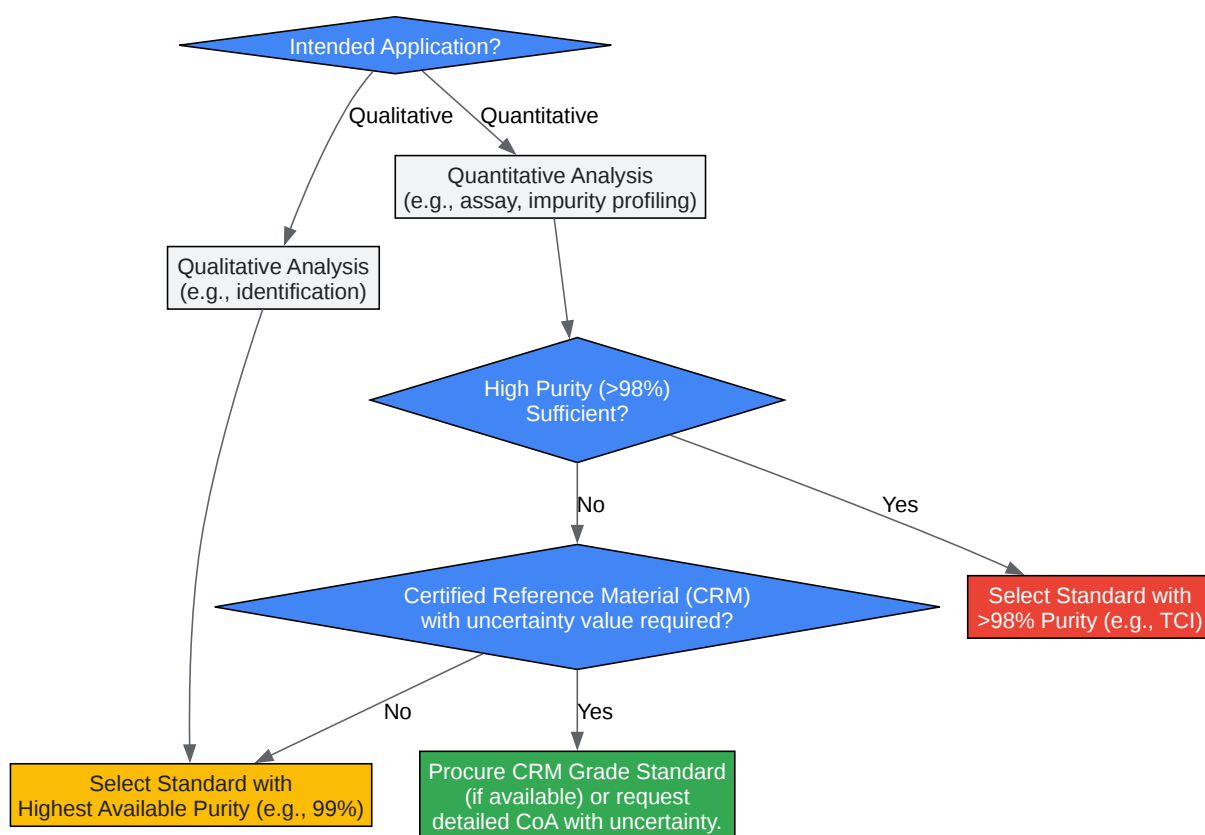 Intended Application?
Qualitative
Quantitative
Quantitative Analysis
(e.g., assay, impurity profiling)
Qualitative Analysis
(e.g., identification)
High Purity (>98%)
Sufficient?
No
Yes
Certified Reference Material (CRM)
with uncertainty value required?
Select Standard with
>98% Purity (e.g., TCI)
No
Yes
Select Standard with
Highest Available Purity (e.g., 99%)
Procure CRM Grade Standard
(if available) or request
detailed CoA with uncertainty.